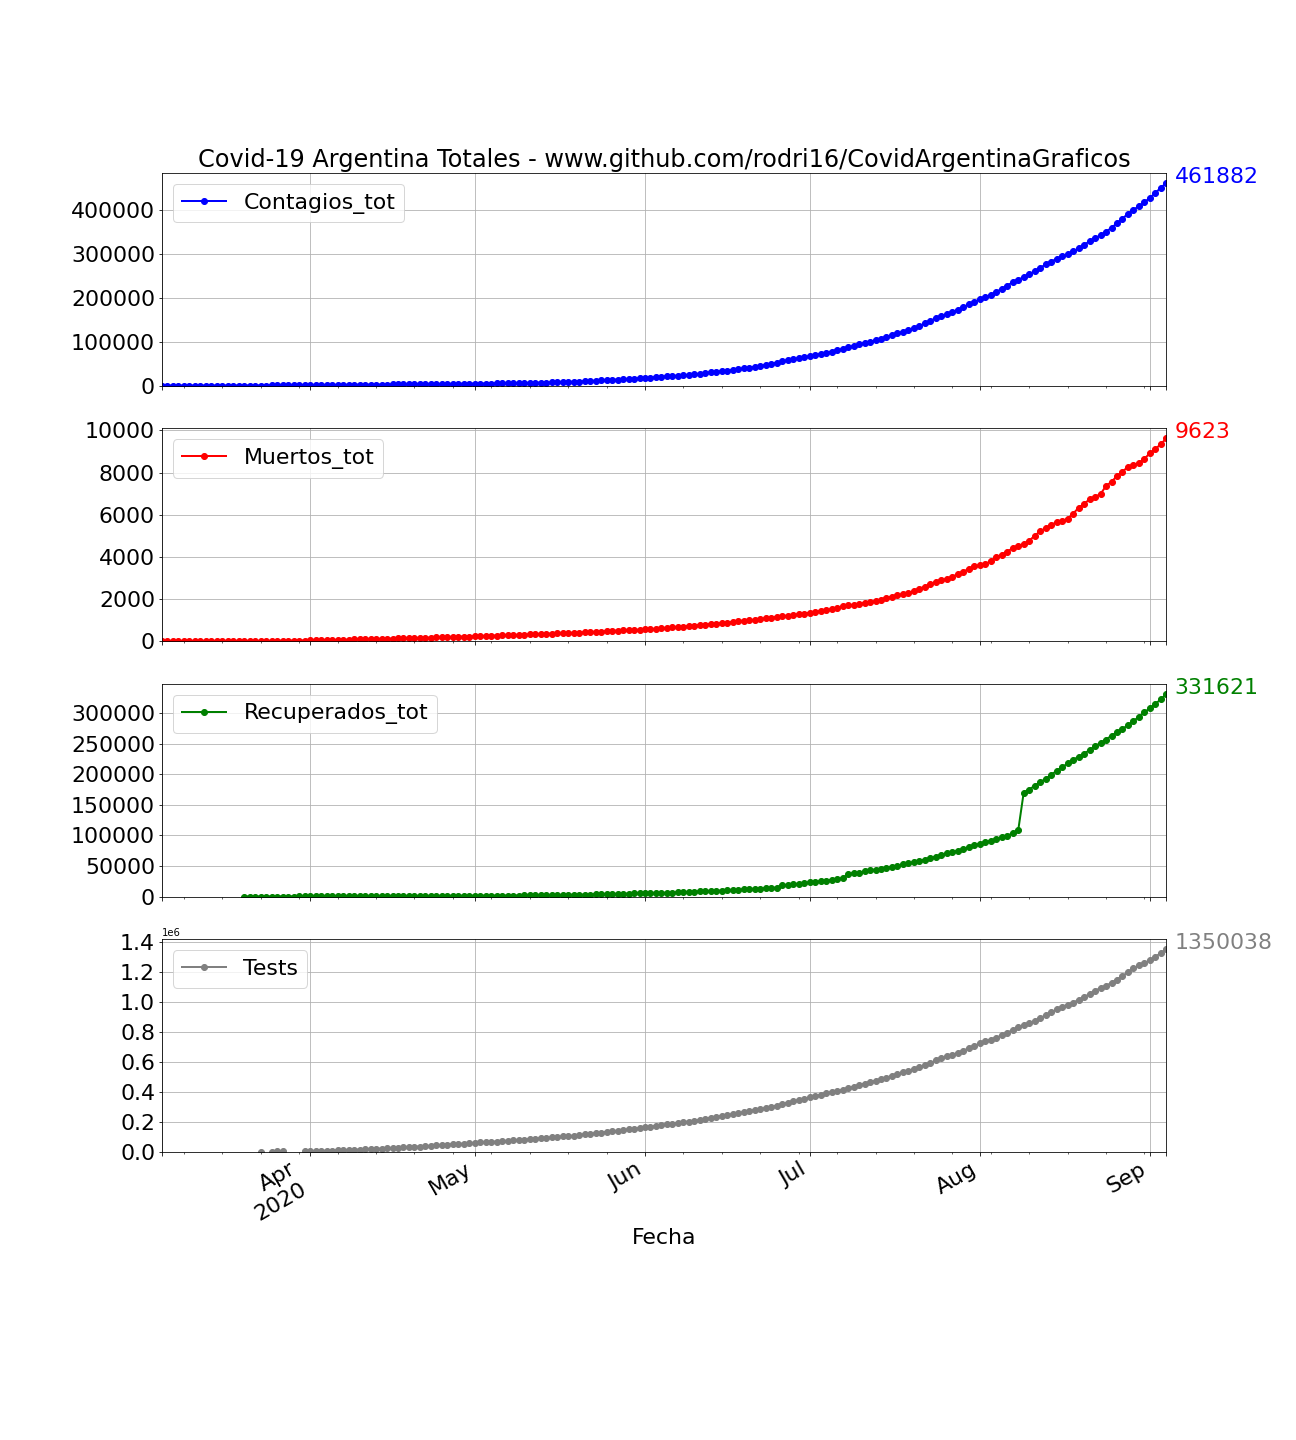 Covid-19 Argentina Totales - www.github.com/rodri16/CovidArgentinaGraficos
461882
Contagios_tot
400000
300000
200000
100000
0
9623
10000
Muertos_tot
8000
6000
4000
2000
0
331621
Recuperados_tot
300000
250000
200000
150000
100000
50000
0
1e6
1350038
1.4
Tests
1.2
1.0
0.8
0.6
0.4
0.2
0.0
Apr
2020
May
Jun
Jul
Aug
Sep
Fecha